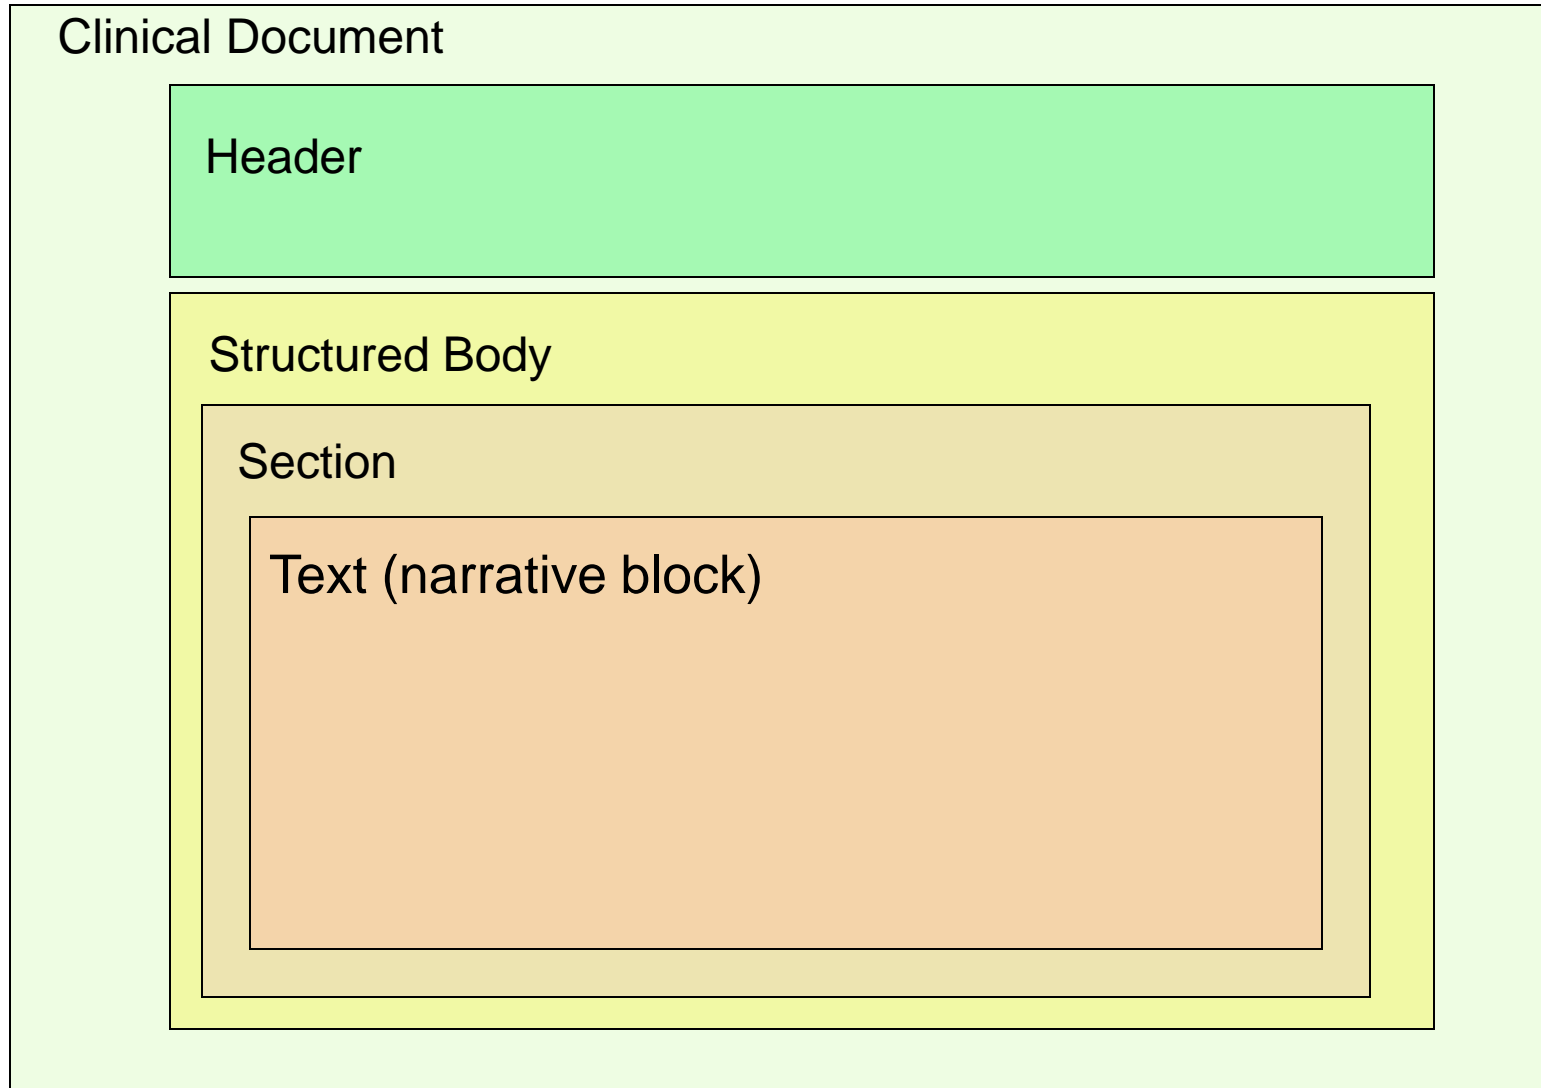 Clinical Document
Header
Structured Body
Section
Text (narrative block)